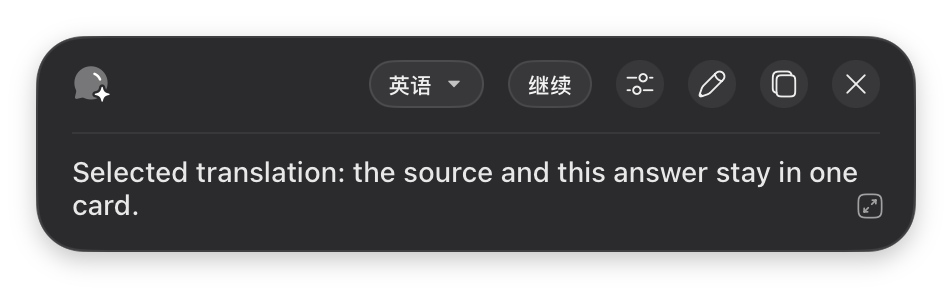 英语
继续
Selected translation: the source and this answer stay in one
card.